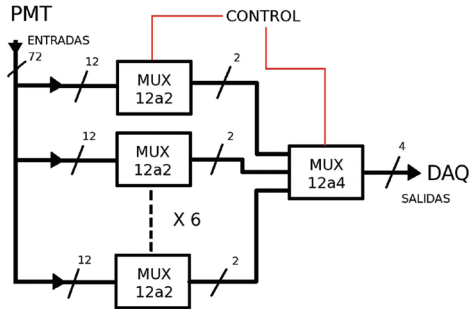 PMT
CONTROL
ENTRADAS
72
12
MUX
12a2
2
12
MUX
12a2
2
MUX
12a4
4
DAQ
SALIDAS
X 6
12
MUX
12a2
2